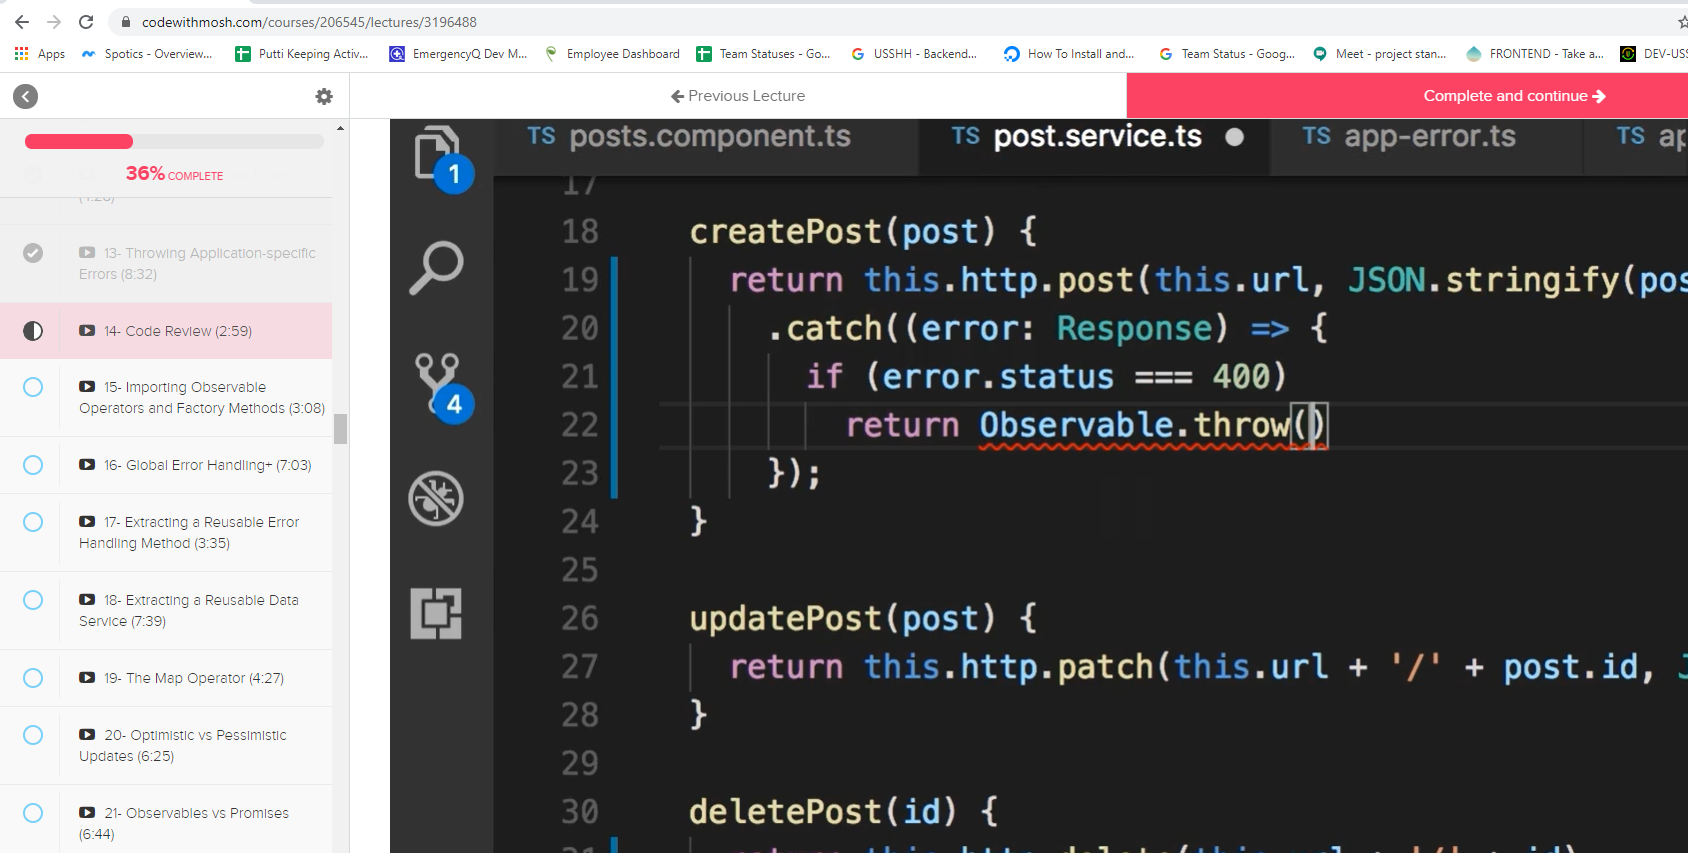 codewithmosh.com/courses/206545/lectures/3196488
Apps Spotics - Overview... Putti Keeping Activ... EmergencyQ Dev M... Employee Dashboard Team Statuses - Go... USSHH - Backend... How To Install and... Team Status - Goog... Meet - project stan... FRONTEND - Take a... DEV-USS
Previous Lecture
Complete and continue
36% COMPLETE
13- Throwing Application-specific
Errors (8:32)
14- Code Review (2:59)
15- Importing Observable
Operators and Factory Methods (3:08)
16- Global Error Handling+ (7:03)
17- Extracting a Reusable Error
Handling Method (3:35)
18- Extracting a Reusable Data
Service (7:39)
19- The Map Operator (4:27)
20- Optimistic vs Pessimistic
Updates (6:25)
21- Observables vs Promises
(6:44)
1
4
TS posts.component.ts TS post.service.ts TS app-error.ts TS ap
17
18 createPost(post) {
19 return this.http.post(this.url, JSON.stringify(pos
20 .catch((error: Response) => {
21 if (error.status === 400)
22 return Observable.throw()
23 });
24 }
25
26 updatePost(post) {
27 return this.http.patch(this.url + '/' + post.id, J
28 }
29
30 deletePost(id) {
31 return this.http.delete(this.url + '/' + id)